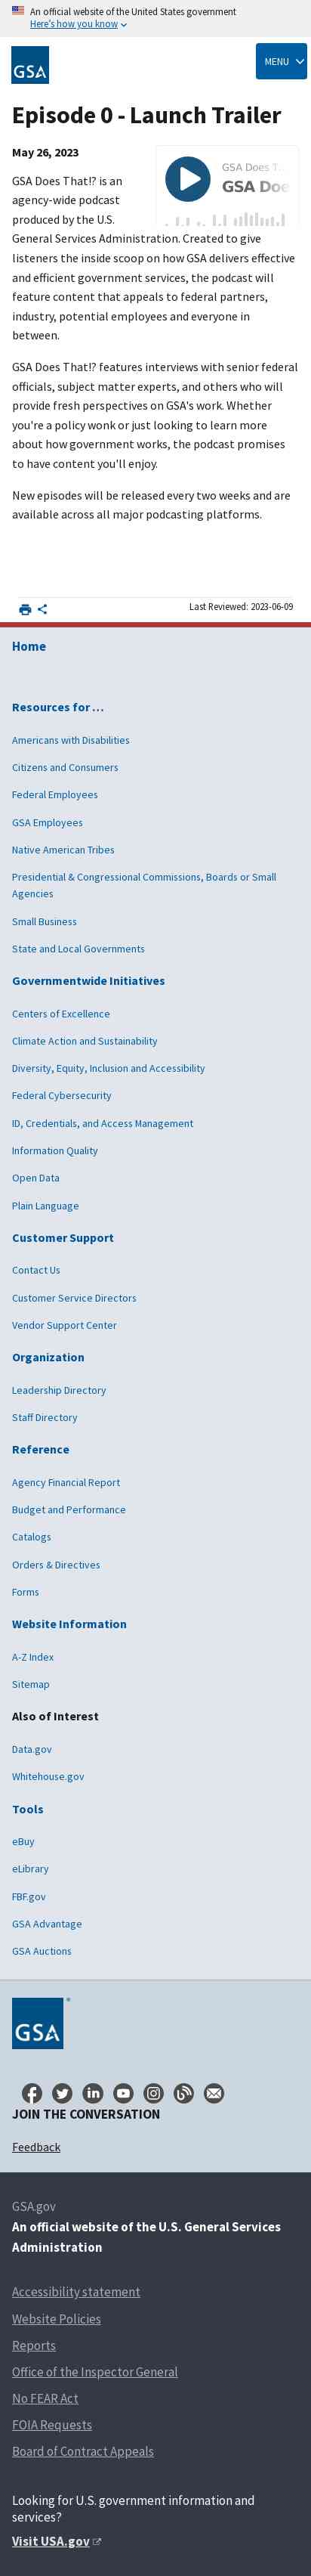 An official website of the United States government
Here's how you know
GSA
MENU
Episode 0 - Launch Trailer
May 26, 2023
GSA Does T
GSA Doe
GSA Does That!? is an
agency-wide podcast
produced by the U.S.
General Services Administration. Created to give
listeners the inside scoop on how GSA delivers effective
and efficient government services, the podcast will
feature content that appeals to federal partners,
industry, potential employees and everyone in
between.
GSA Does That!? features interviews with senior federal
officials, subject matter experts, and others who will
provide fresh perspectives on GSA's work. Whether
you're a policy wonk or just looking to learn more
about how government works, the podcast promises
to have content you'll enjoy.
New episodes will be released every two weeks and are
available across all major podcasting platforms.
Last Reviewed: 2023-06-09
Home
Resources for …
Americans with Disabilities
Citizens and Consumers
Federal Employees
GSA Employees
Native American Tribes
Presidential & Congressional Commissions, Boards or Small
Agencies
Small Business
State and Local Governments
Governmentwide Initiatives
Centers of Excellence
Climate Action and Sustainability
Diversity, Equity, Inclusion and Accessibility
Federal Cybersecurity
ID, Credentials, and Access Management
Information Quality
Open Data
Plain Language
Customer Support
Contact Us
Customer Service Directors
Vendor Support Center
Organization
Leadership Directory
Staff Directory
Reference
Agency Financial Report
Budget and Performance
Catalogs
Orders & Directives
Forms
Website Information
A-Z Index
Sitemap
Also of Interest
Data.gov
Whitehouse.gov
Tools
eBuy
eLibrary
FBF.gov
GSA Advantage
GSA Auctions
GSA
JOIN THE CONVERSATION
Feedback
GSA.gov
An official website of the U.S. General Services
Administration
Accessibility statement
Website Policies
Reports
Office of the Inspector General
No FEAR Act
FOIA Requests
Board of Contract Appeals
Looking for U.S. government information and
services?
Visit USA.gov